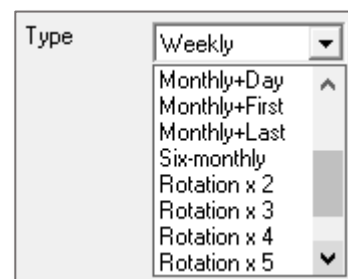 Type
Weekly
Monthly+Day
Monthly+First
Monthly+Last
Six-monthly
Rotation x 2
Rotation x 3
Rotation x 4
Rotation x 5